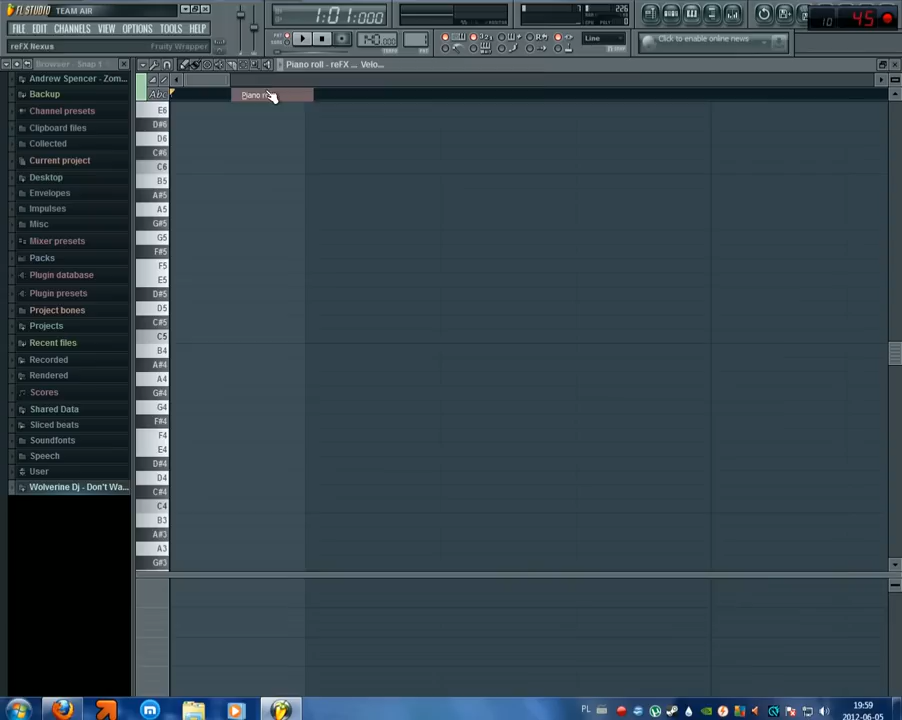 FL STUDIO TEAM AIR
1:01:000
FILE EDIT CHANNELS VIEW OPTIONS TOOLS HELP
reFX Nexus Fruity Wrapper
Line
Click to enable online news
10 45
Browser - Snap 1
Piano roll - reFX ... Velo...
Andrew Spencer - Zom...
Backup
Channel presets
Clipboard files
Collected
Current project
Desktop
Envelopes
Impulses
Misc
Mixer presets
Packs
Plugin database
Plugin presets
Project bones
Projects
Recent files
Recorded
Rendered
Scores
Shared Data
Sliced beats
Soundfonts
Speech
User
Wolverine Dj - Don't Wa...
Abc
E6
D#6
D6
C#6
C6
B5
A#5
A5
G#5
G5
F#5
F5
E5
D#5
D5
C#5
C5
B4
A#4
A4
G#4
G4
F#4
F4
E4
D#4
D4
C#4
C4
B3
A#3
A3
G#3
PL
19:59
2012-06-05